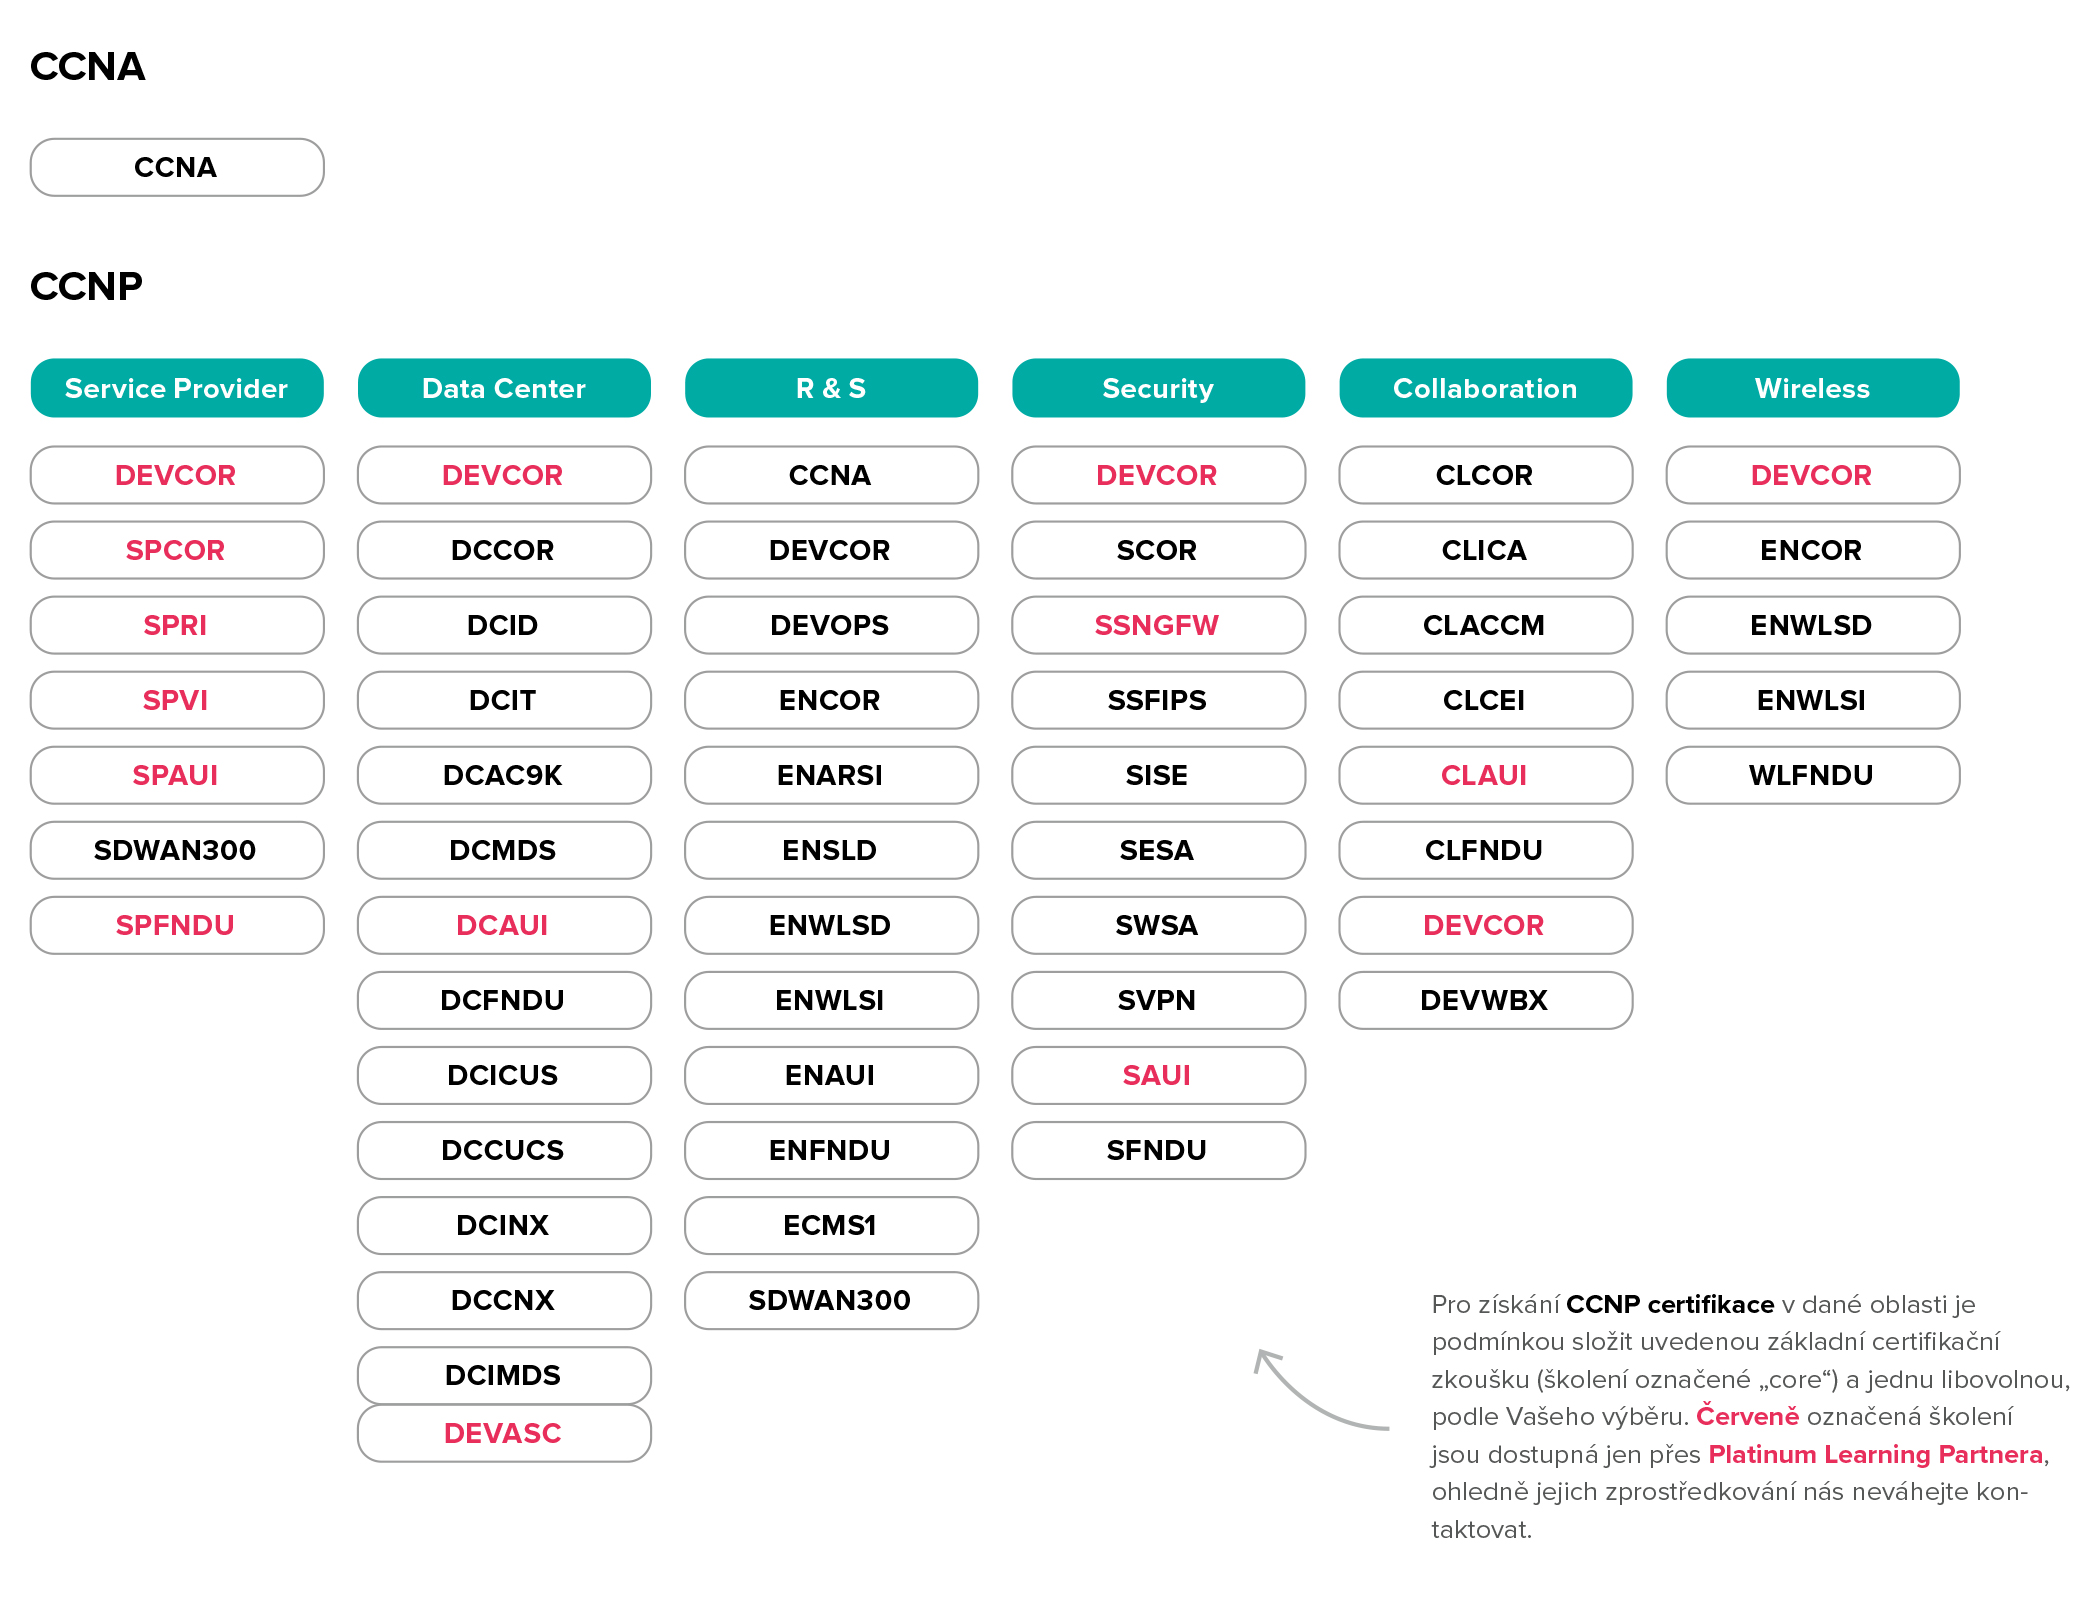 CCNA
CCNA
CCNP
Service Provider
DEVCOR
SPCOR
SPRI
SPVI
SPAUI
SDWAN300
SPFNDU
Data Center
DEVCOR
DCCOR
DCID
DCIT
DCAC9K
DCMDS
DCAUI
DCFNDU
DCICUS
DCCUCS
DCINX
DCCNX
DCIMDS
DEVASC
R & S
CCNA
DEVCOR
DEVOPS
ENCOR
ENARSI
ENSLD
ENWLSD
ENWLSI
ENAUI
ENFNDU
ECMS1
SDWAN300
Security
DEVCOR
SCOR
SSNGFW
SSFIPS
SISE
SESA
SWSA
SVPN
SAUI
SFNDU
Collaboration
CLCOR
CLICA
CLACCM
CLCEI
CLAUI
CLFNDU
DEVCOR
DEVWBX
Wireless
DEVCOR
ENCOR
ENWLSD
ENWLSI
WLFNDU
Pro získání CCNP certifikace v dané oblasti je
podmínkou složit uvedenou základní certifikační
zkoušku (školení označené „core“) a jednu libovolnou,
podle Vašeho výběru. Červeně označená školení
jsou dostupná jen přes Platinum Learning Partnera,
ohledně jejich zprostředkování nás neváhejte kon-
taktovat.